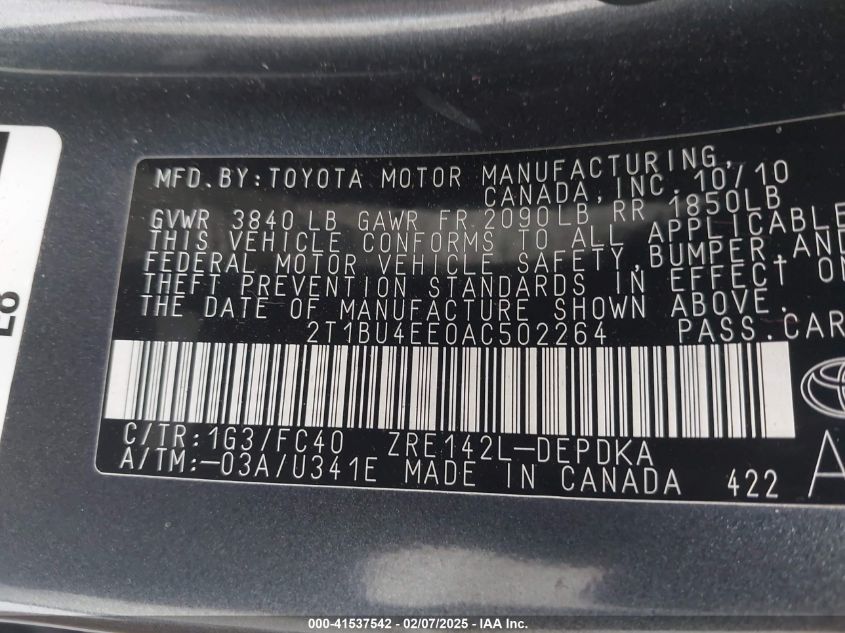 MFD.BY:TOYOTA MOTOR MANUFACTURING,
CANADA, INC. 10/10
GVWR 3840LB GAWR FR 2090LB, RR 1850LB
THIS VEHICLE CONFORMS TO ALL APPLICABLE
FEDERAL MOTOR VEHICLE SAFETY, BUMPER, AND
THEFT PREVENTION STANDARDS IN EFFECT ON
THE DATE OF MANUFACTURE SHOWN ABOVE.
2T1BU4EE0AC502264 PASS.CAR
C/TR:1G3/FC40 ZRE142L-DEPDKA
A/TM:-03A/U341E MADE IN CANADA 422
000-41537542 — 02/07/2025 — IAA Inc.